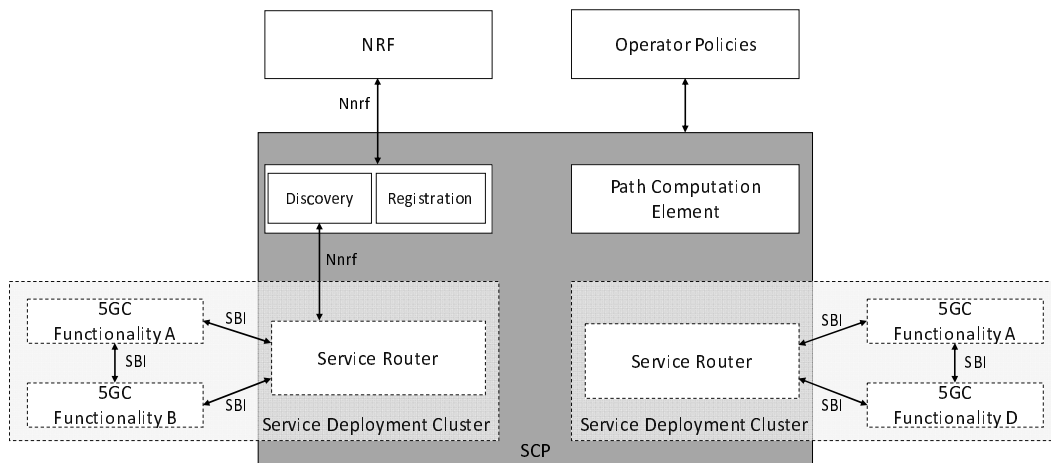 NRF
Operator Policies
Nnrf
Discovery
Registration
Path Computation
Element
Nnrf
5GC
Functionality A
SBI
SBI
5GC
Functionality B
SBI
Service Router
Service Deployment Cluster
Service Router
SBI
5GC
Functionality A
SBI
SBI
5GC
Functionality D
Service Deployment Cluster
SCP